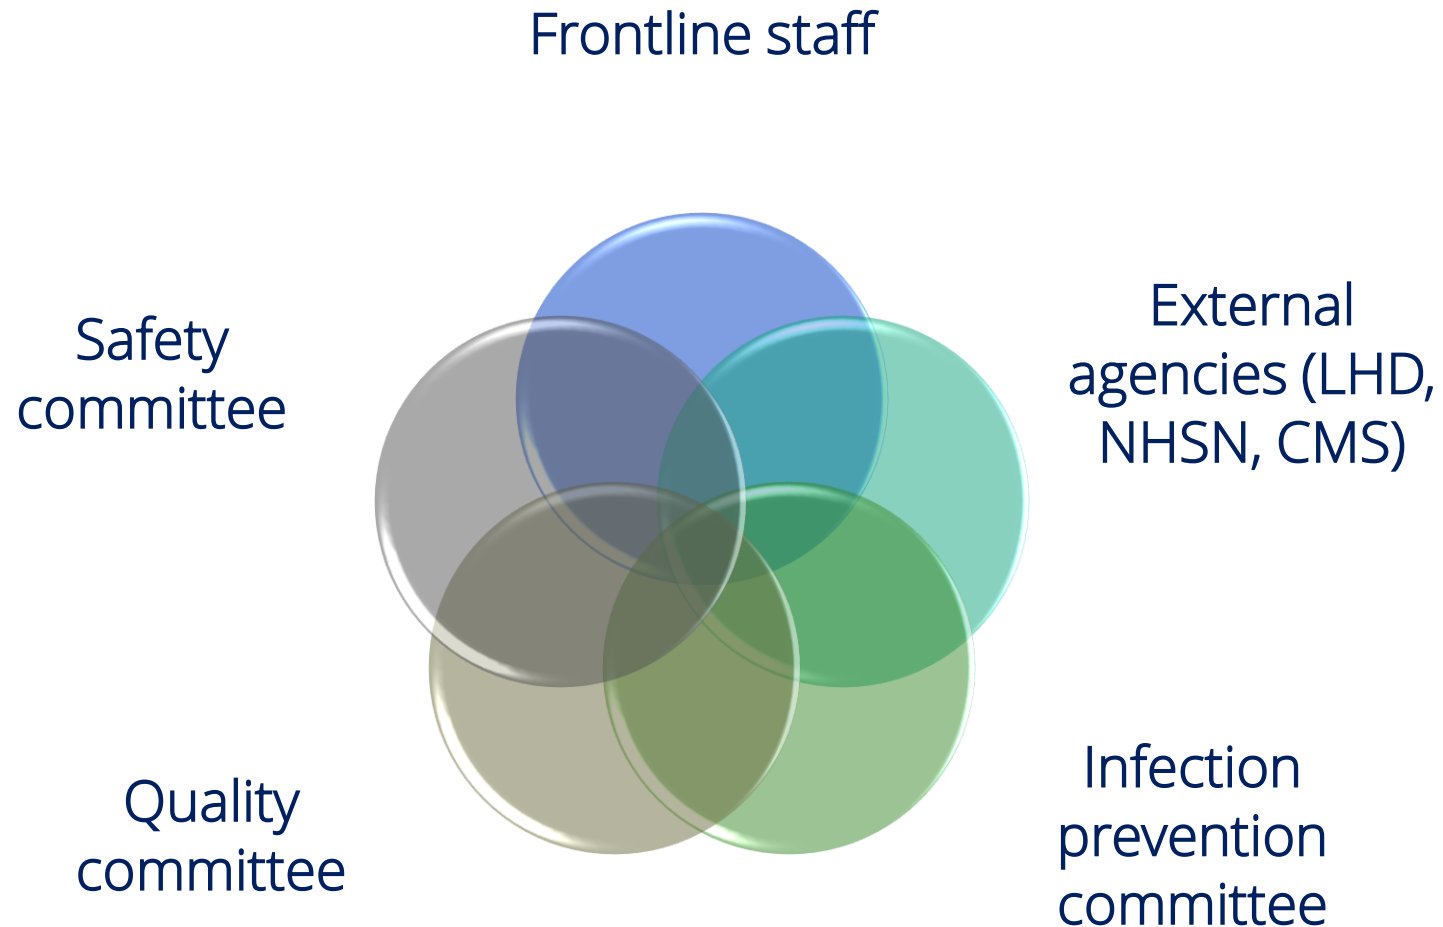 Frontline staff
External
agencies (LHD,
NHSN, CMS)
Infection
prevention
committee
Quality
committee
Safety
committee